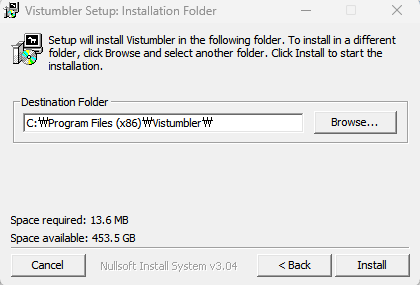 Vistumbler Setup: Installation Folder
Setup will install Vistumbler in the following folder. To install in a different
folder, click Browse and select another folder. Click Install to start the
installation.
Destination Folder
C:₩Program Files (x86)₩Vistumbler₩
Browse...
Space required: 13.6 MB
Space available: 453.5 GB
Cancel
Nullsoft Install System v3.04
< Back
Install